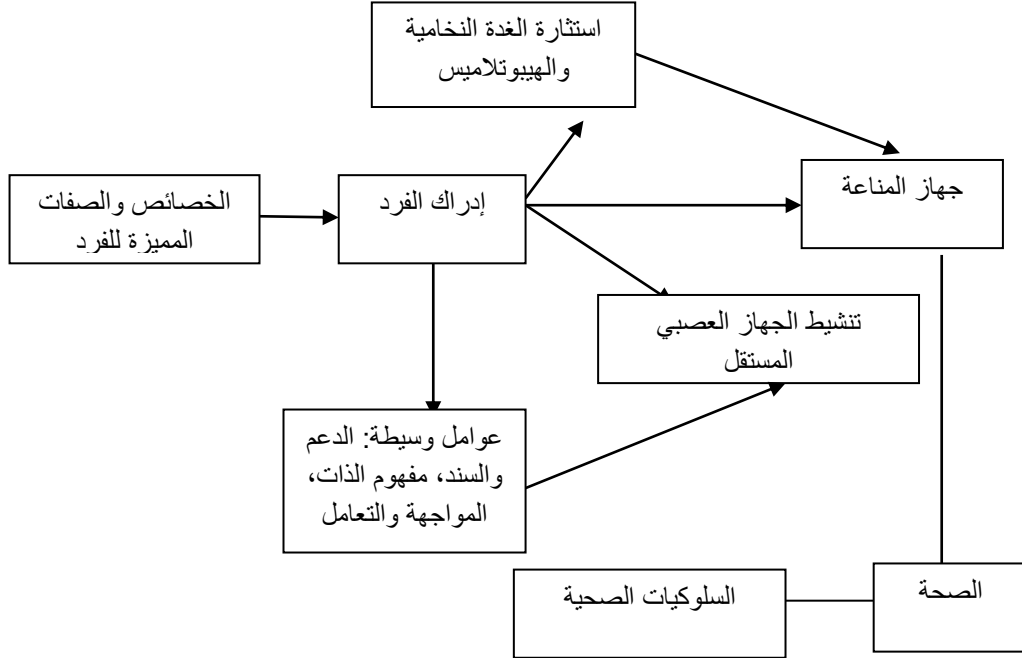 استثارة الغدة النخامية
والهيبوتلاميس
جهاز المناعة
إدراك الفرد
الخصائص والصفات
المميزة للفرد
تنشيط الجهاز العصبي
المستقل
عوامل وسيطة: الدعم
والسند، مفهوم الذات،
المواجهة والتعامل
الصحة
السلوكيات الصحية